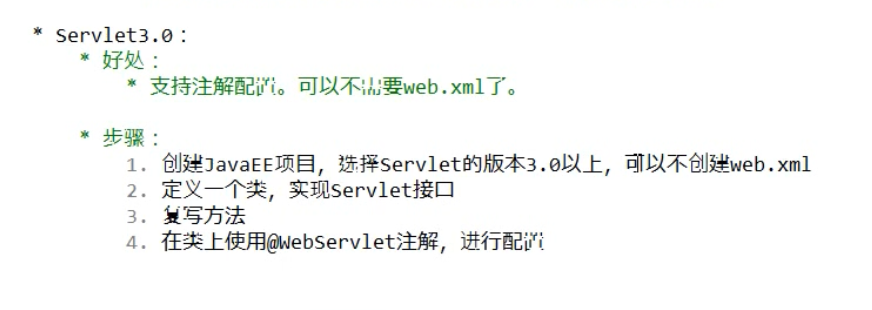 * Servlet3.0：
* 好处：
* 支持注解配置。可以不需要web.xml了。
* 步骤：
1. 创建JavaEE项目，选择Servlet的版本3.0以上，可以不创建web.xml
2. 定义一个类，实现Servlet接口
3. 复写方法
4. 在类上使用@WebServlet注解，进行配置